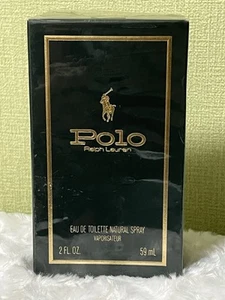 Polo
Ralph Lauren
EAU DE TOILETTE NATURAL SPRAY
VAPORISATEUR
2 FL. OZ. 59 mL